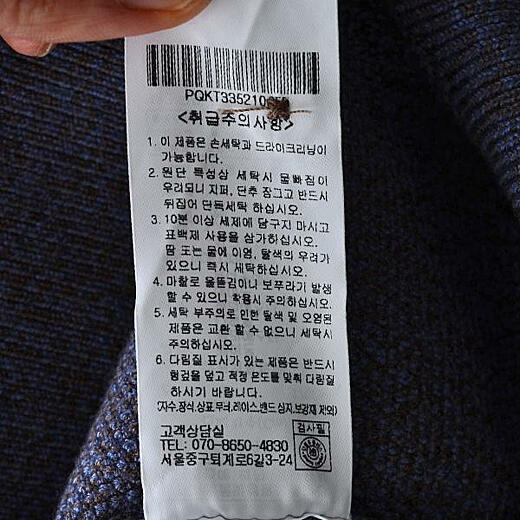 PQKT335210
<취급주의사항>
1. 이 제품은 손세탁과 드라이크리닝이
가능합니다.
2. 원단 특성상 세탁시 물빠짐이
우려되니 지퍼, 단추 잠그고 반드시
뒤집어 단독세탁 하십시오.
3. 10분 이상 세제에 담구지 마시고
표백제 사용을 삼가하십시오.
땀 또는 물에 이염, 탈색의 우려가
있으니 즉시 세탁하십시오.
4. 마찰로 올뜯김이나 보푸라기 발생
할 수 있으니 착용시 주의하십시오.
5. 세탁 부주의로 인한 탈색 및 오염된
제품은 교환 할 수 없으니 세탁시
주의하십시오.
6. 다림질 표시가 있는 제품은 반드시
헝겊을 덮고 적정 온도를 맞춰 다림질
하시기 바랍니다.
(자수,장식,상표,무늬,레이스,밴드,심지,보강재 제외)
고객상담실
TEL: 070-8650-4830
서울중구퇴계로6길3-24
검사필